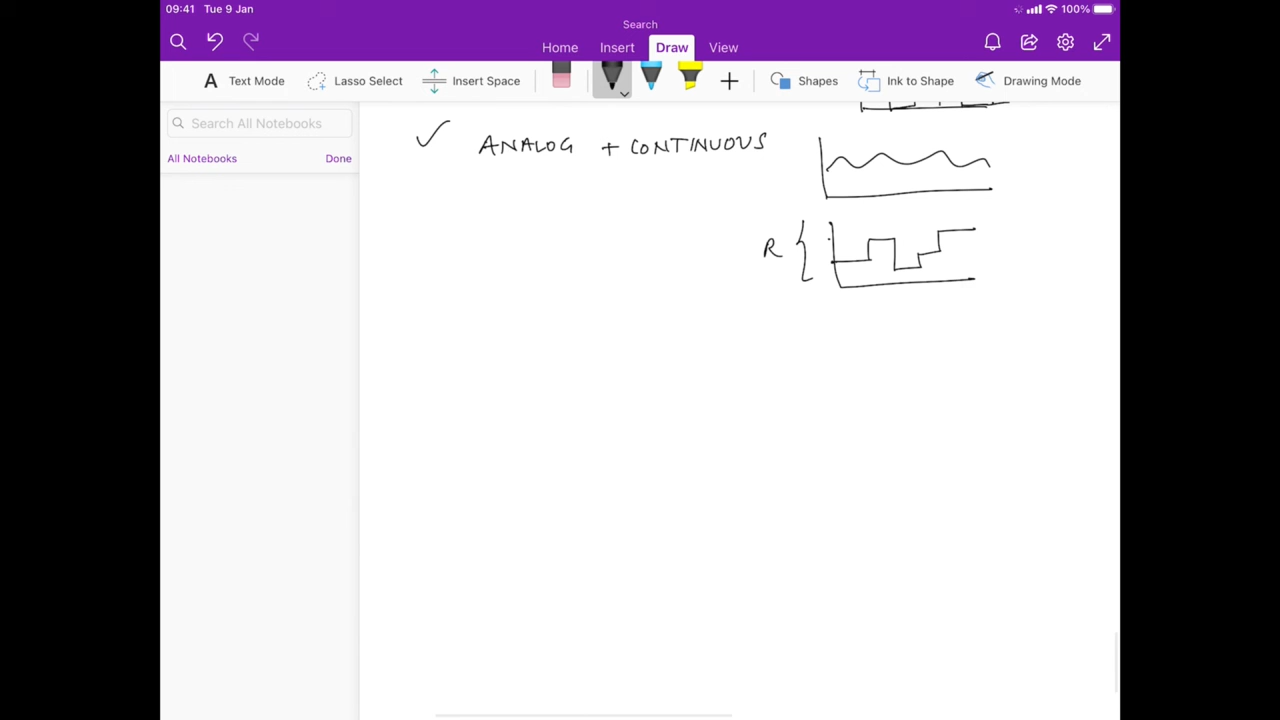 09:41 Tue 9 Jan 100%
Search
Home Insert Draw View
Text Mode Lasso Select Insert Space Shapes Ink to Shape Drawing Mode
Search All Notebooks
All Notebooks Done
ANALOG + CONTINUOUS
R